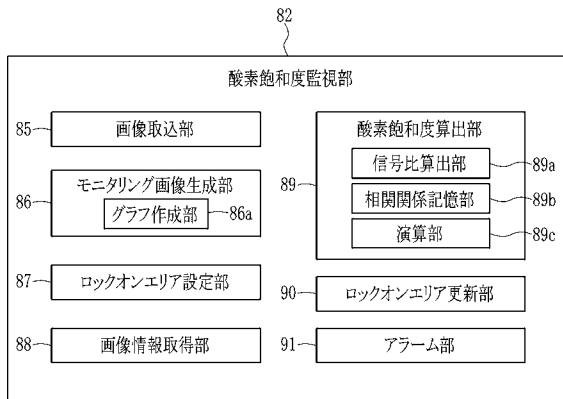 82
酸素飽和度監視部
85
画像取込部
86
モニタリング画像生成部
グラフ作成部
86a
87
ロックオンエリア設定部
88
画像情報取得部
酸素飽和度算出部
89
信号比算出部
89a
相関関係記憶部
89b
演算部
89c
90
ロックオンエリア更新部
91
アラーム部